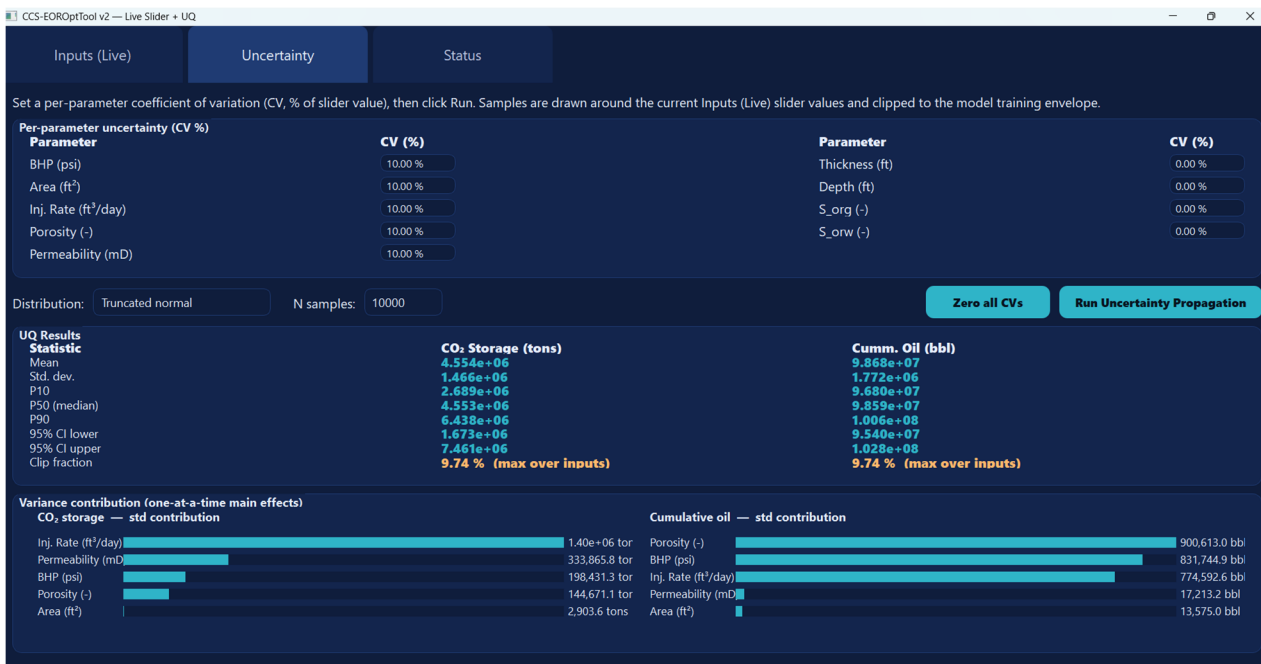 CCS-EOROptTool v2 — Live Slider + UQ
Inputs (Live) Uncertainty Status
Set a per-parameter coefficient of variation (CV, % of slider value), then click Run. Samples are drawn around the current Inputs (Live) slider values and clipped to the model training envelope.
Per-parameter uncertainty (CV %)
Parameter CV (%) Parameter CV (%)
BHP (psi) 10.00 % Thickness (ft) 0.00 %
Area (ft²) 10.00 % Depth (ft) 0.00 %
Inj. Rate (ft³/day) 10.00 % S_org (-) 0.00 %
Porosity (-) 10.00 % S_orw (-) 0.00 %
Permeability (mD) 10.00 %
Distribution: Truncated normal N samples: 10000 Zero all CVs Run Uncertainty Propagation
UQ Results
Statistic CO₂ Storage (tons) Cumm. Oil (bbl)
Mean 4.554e+06 9.868e+07
Std. dev. 1.466e+06 1.772e+06
P10 2.689e+06 9.680e+07
P50 (median) 4.553e+06 9.859e+07
P90 6.438e+06 1.006e+08
95% CI lower 1.673e+06 9.540e+07
95% CI upper 7.461e+06 1.028e+08
Clip fraction 9.74 % (max over inputs) 9.74 % (max over inputs)
Variance contribution (one-at-a-time main effects)
CO₂ storage — std contribution Cumulative oil — std contribution
Inj. Rate (ft³/day) 1.40e+06 tor Porosity (-) 900,613.0 bbl
Permeability (mD 333,865.8 tor BHP (psi) 831,744.9 bbl
BHP (psi) 198,431.3 tor Inj. Rate (ft³/day) 774,592.6 bbl
Porosity (-) 144,671.1 tor Permeability (mD 17,213.2 bbl
Area (ft²) 2,903.6 tons Area (ft²) 13,575.0 bbl